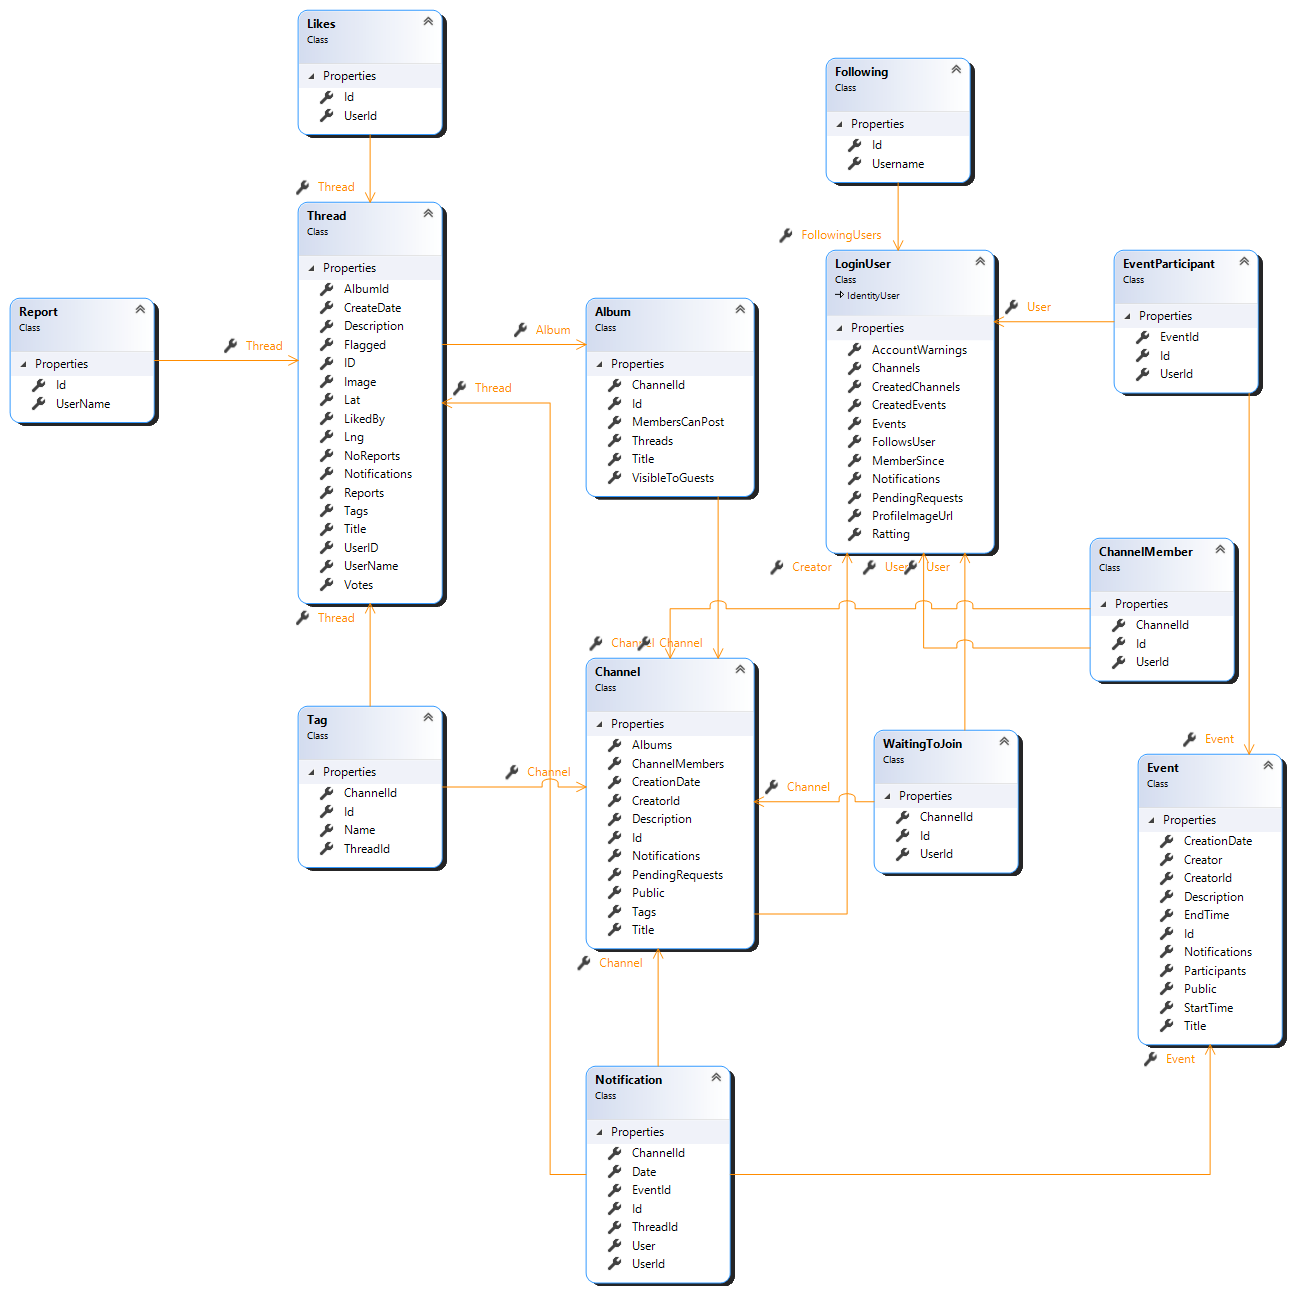 Likes
Class
Properties
Id
UserId
Thread
Following
Class
Properties
Id
Username
FollowingUsers
Thread
Class
Properties
AlbumId
CreateDate
Description
Flagged
ID
Image
Lat
LikedBy
Lng
NoReports
Notifications
Reports
Tags
Title
UserID
UserName
Votes
Thread
Report
Class
Properties
Id
UserName
Thread
Album
Thread
Album
Class
Properties
ChannelId
Id
MembersCanPost
Threads
Title
VisibleToGuests
LoginUser
Class
IdentityUser
Properties
AccountWarnings
Channels
CreatedChannels
CreatedEvents
Events
FollowsUser
MemberSince
Notifications
PendingRequests
ProfileImageUrl
Ratting
User
EventParticipant
Class
Properties
EventId
Id
UserId
Creator
User
User
ChannelMember
Class
Properties
ChannelId
Id
UserId
Channel
Channel
Channel
Class
Properties
Albums
ChannelMembers
CreationDate
CreatorId
Description
Id
Notifications
PendingRequests
Public
Tags
Title
Channel
Tag
Class
Properties
ChannelId
Id
Name
ThreadId
Channel
WaitingToJoin
Class
Properties
ChannelId
Id
UserId
Channel
Event
Event
Class
Properties
CreationDate
Creator
CreatorId
Description
EndTime
Id
Notifications
Participants
Public
StartTime
Title
Event
Notification
Class
Properties
ChannelId
Date
EventId
Id
ThreadId
User
UserId